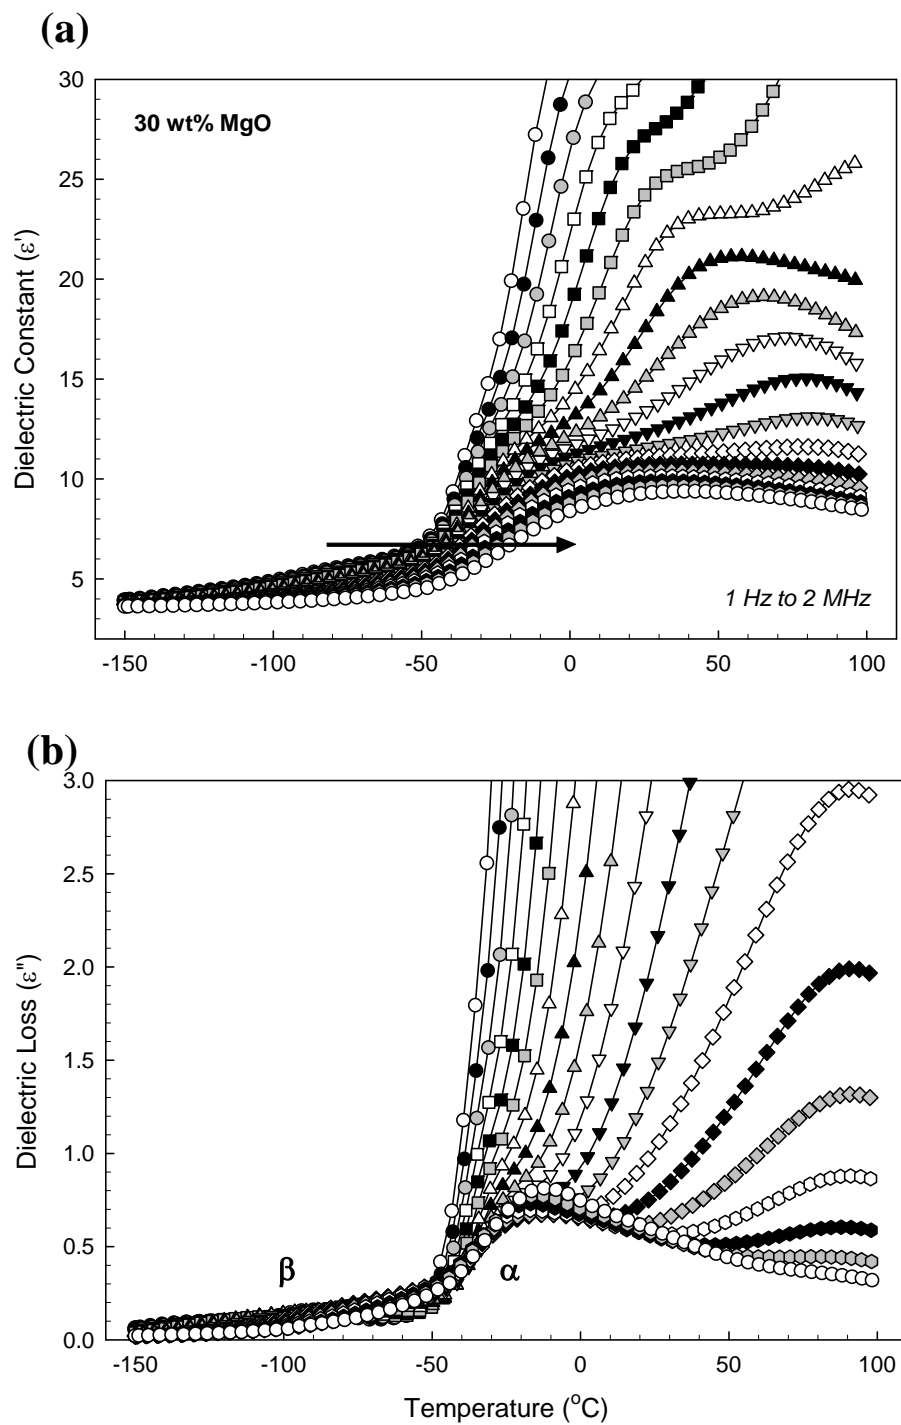 (a)
30
30 wt% MgO
25
20
15
10
5
Dielectric Constant (ε')
1 Hz to 2 MHz
-150 -100 -50 0 50 100
(b)
3.0
2.5
2.0
1.5
1.0
0.5
0.0
Dielectric Loss (ε")
β α
-150 -100 -50 0 50 100
Temperature (°C)